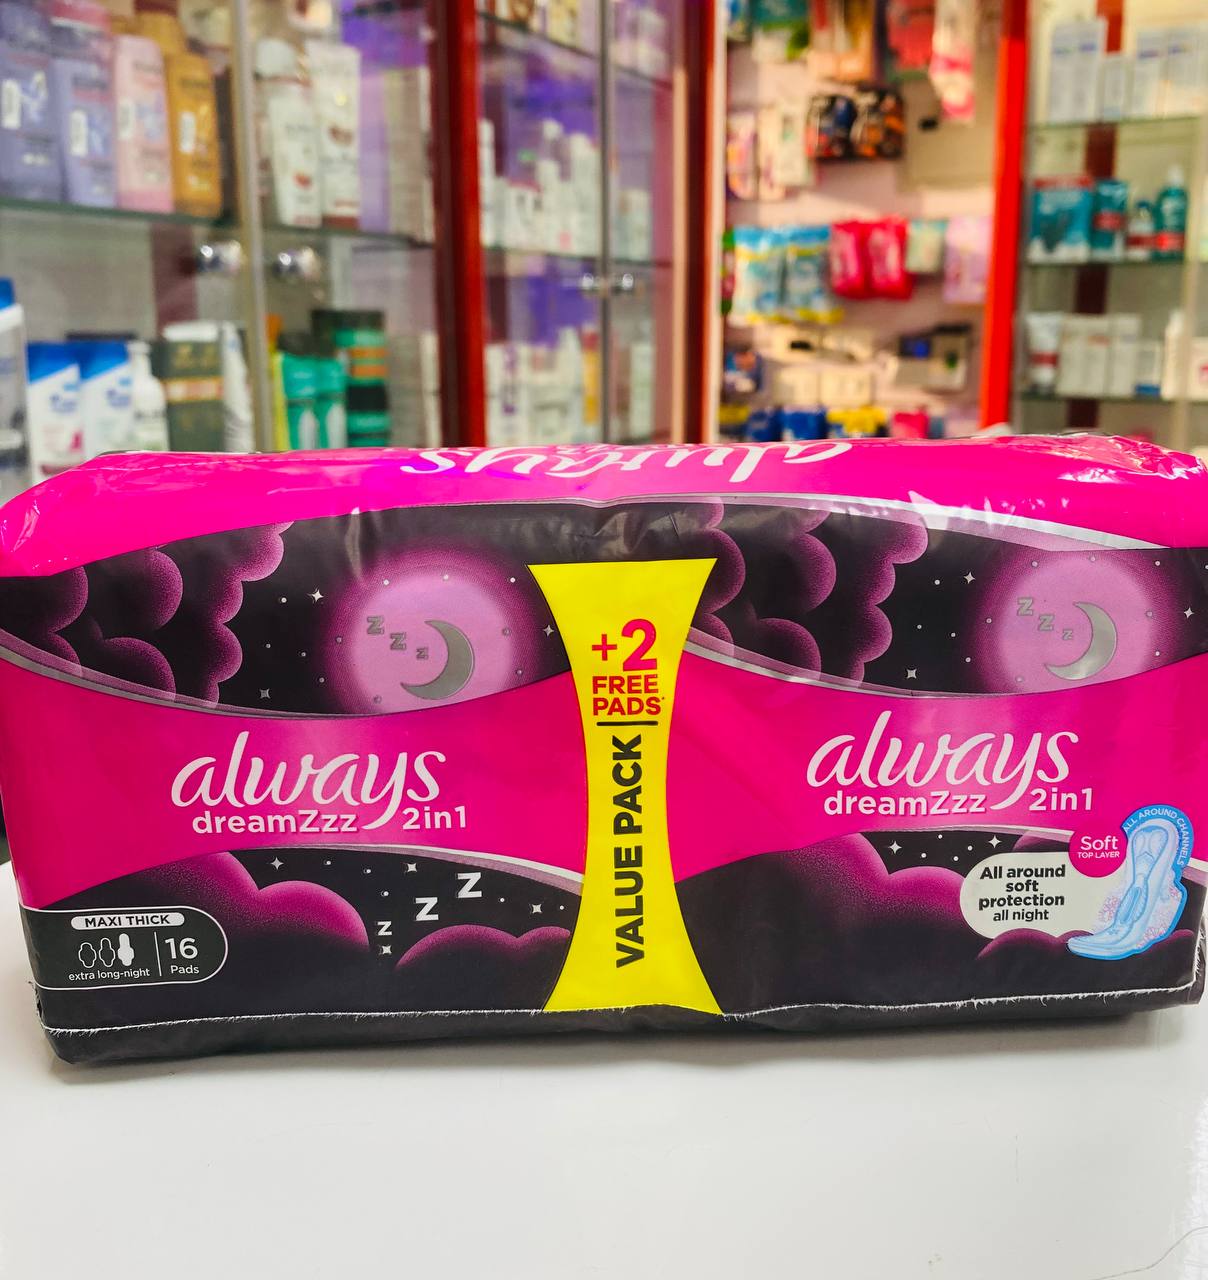 always
Z
Z
Z
Z
Z
Z
+2
FREE
PADS*
VALUE PACK
always
dreamZzz 2in1
always
dreamZzz 2in1
Z
Z
Z
MAXI THICK
16
Pads
extra long-night
Soft
TOP LAYER
ALL AROUND CHANNELS
All around
soft
protection
all night